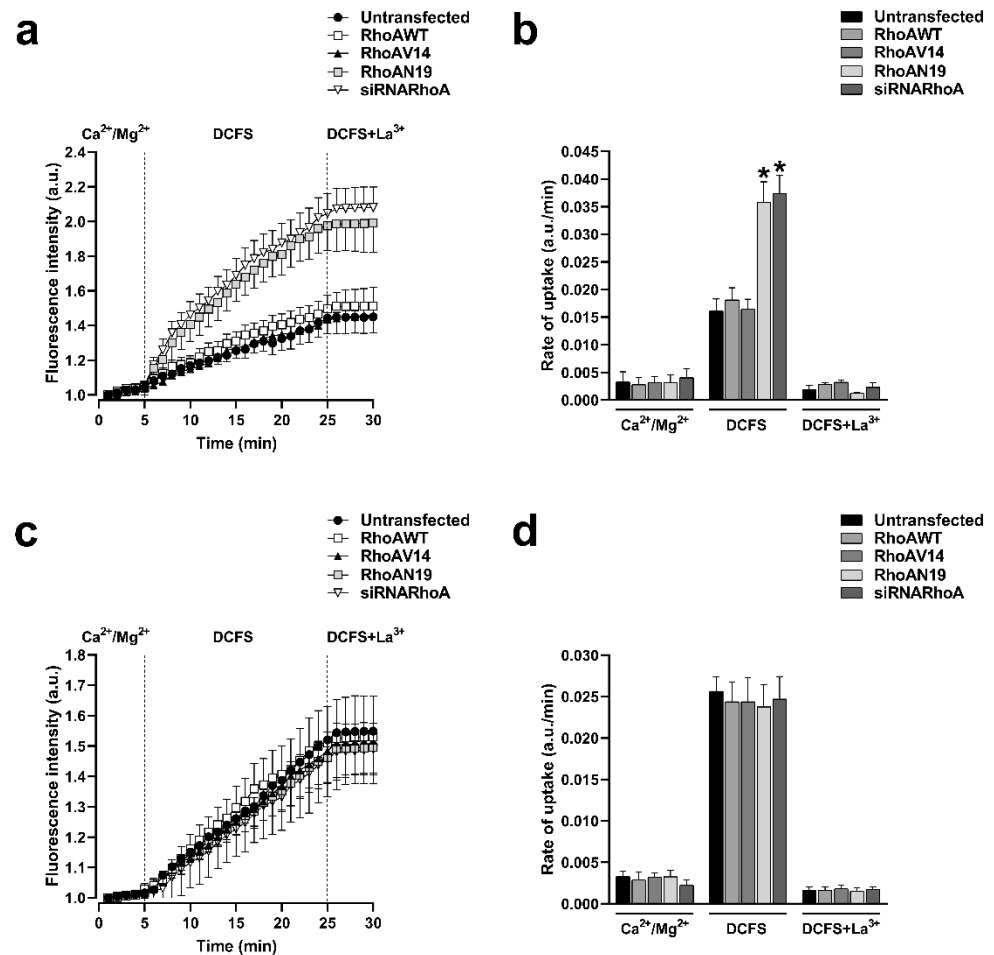 a
Untransfected
RhoAWT
RhoAV14
RhoAN19
siRNARhoA
Ca²⁺/Mg²⁺ DCFS DCFS+La³⁺
Fluorescence intensity (a.u.)
2.4
2.2
2.0
1.8
1.6
1.4
1.2
1.0
0 5 10 15 20 25 30
Time (min)
b
Untransfected
RhoAWT
RhoAV14
RhoAN19
siRNARhoA
Rate of uptake (a.u./min)
0.045
0.040
0.035
0.030
0.025
0.020
0.015
0.010
0.005
0.000
* *
Ca²⁺/Mg²⁺ DCFS DCFS+La³⁺
c
Untransfected
RhoAWT
RhoAV14
RhoAN19
siRNARhoA
Ca²⁺/Mg²⁺ DCFS DCFS+La³⁺
Fluorescence intensity (a.u.)
1.8
1.7
1.6
1.5
1.4
1.3
1.2
1.1
1.0
0 5 10 15 20 25 30
Time (min)
d
Untransfected
RhoAWT
RhoAV14
RhoAN19
siRNARhoA
Rate of uptake (a.u./min)
0.030
0.025
0.020
0.015
0.010
0.005
0.000
Ca²⁺/Mg²⁺ DCFS DCFS+La³⁺